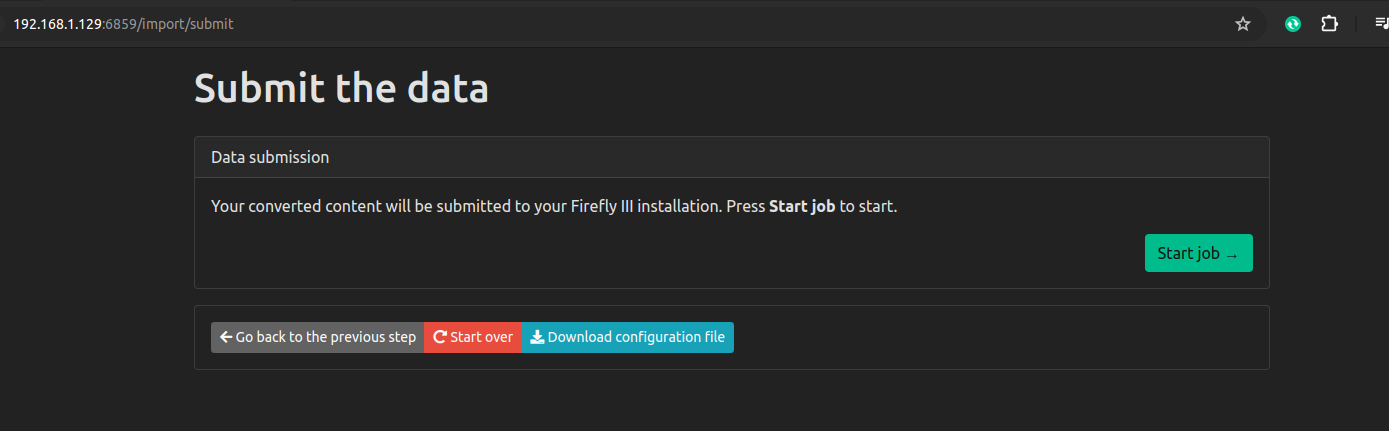 192.168.1.129:6859/import/submit
Submit the data
Data submission
Your converted content will be submitted to your Firefly III installation. Press Start job to start.
Start job →
Go back to the previous step Start over Download configuration file